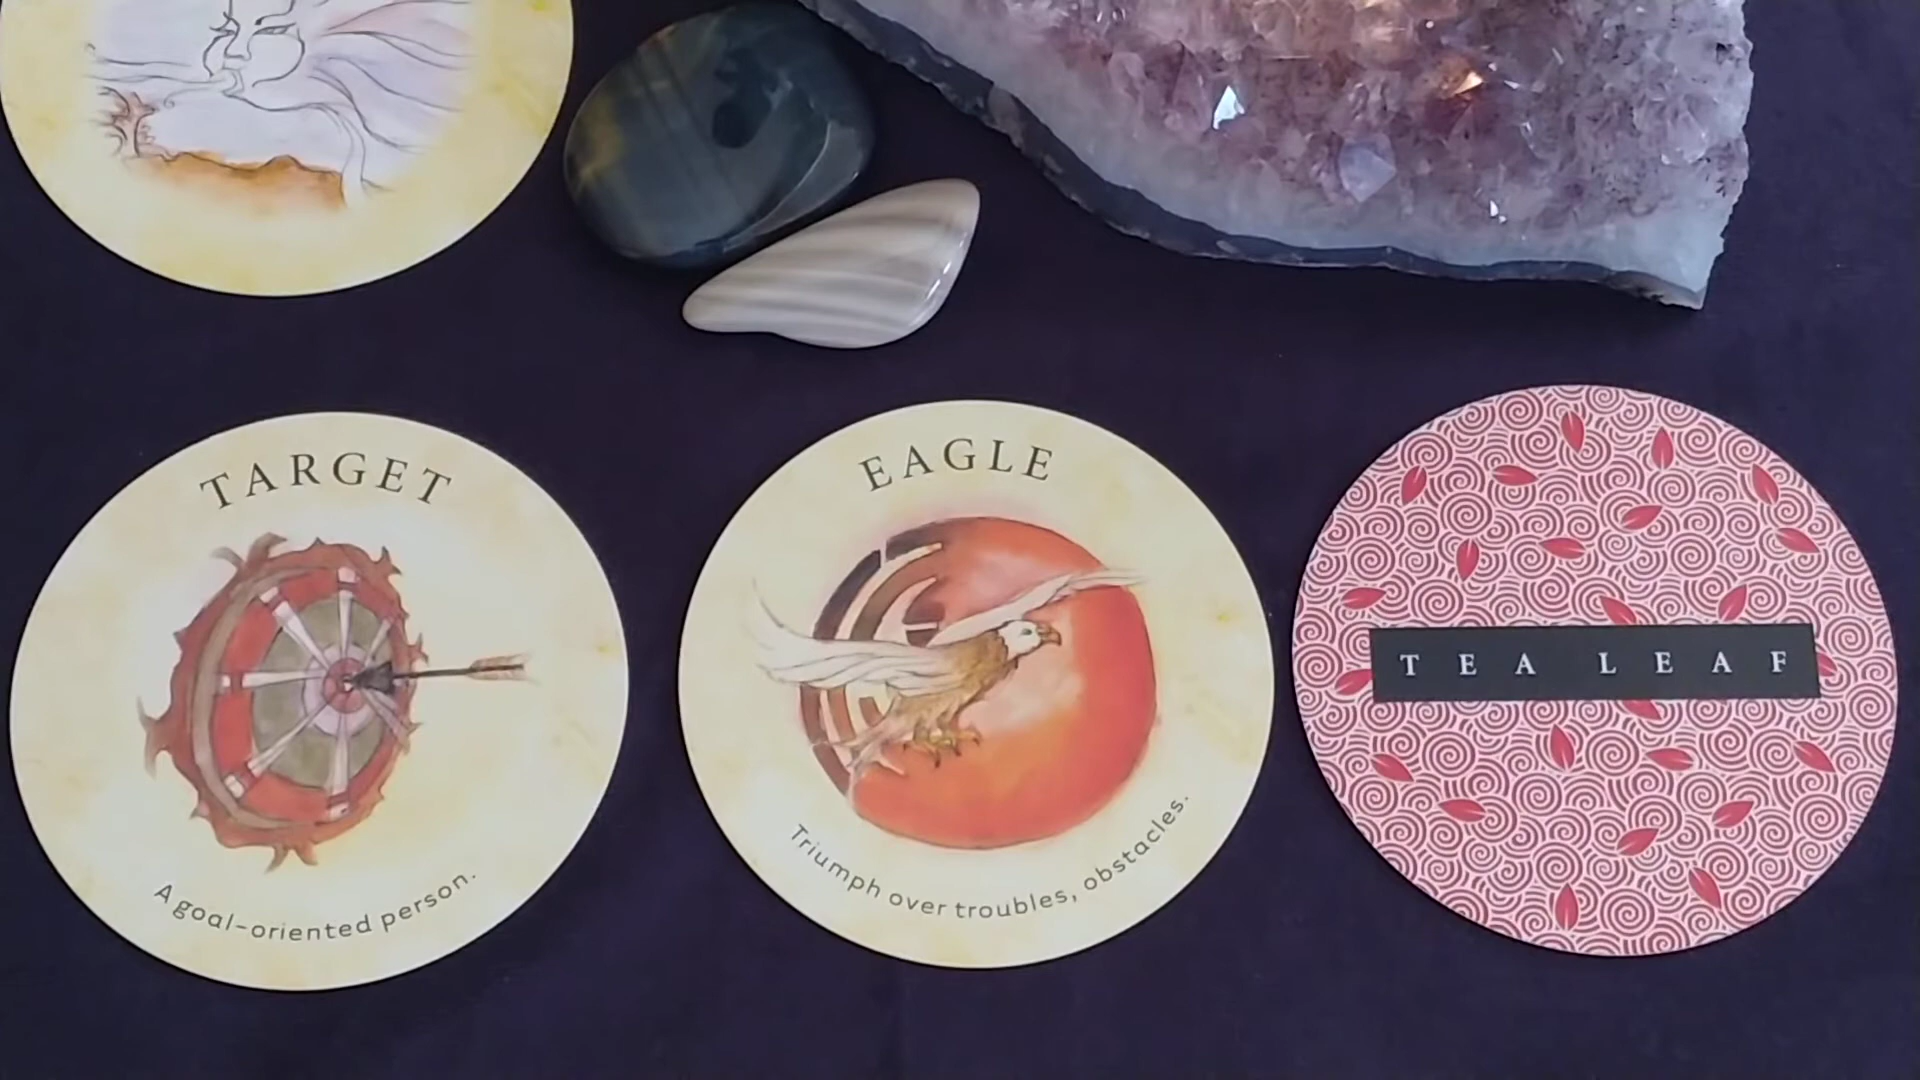 TARGET
A goal-oriented person.
EAGLE
Triumph over troubles, obstacles.
TEA LEAF